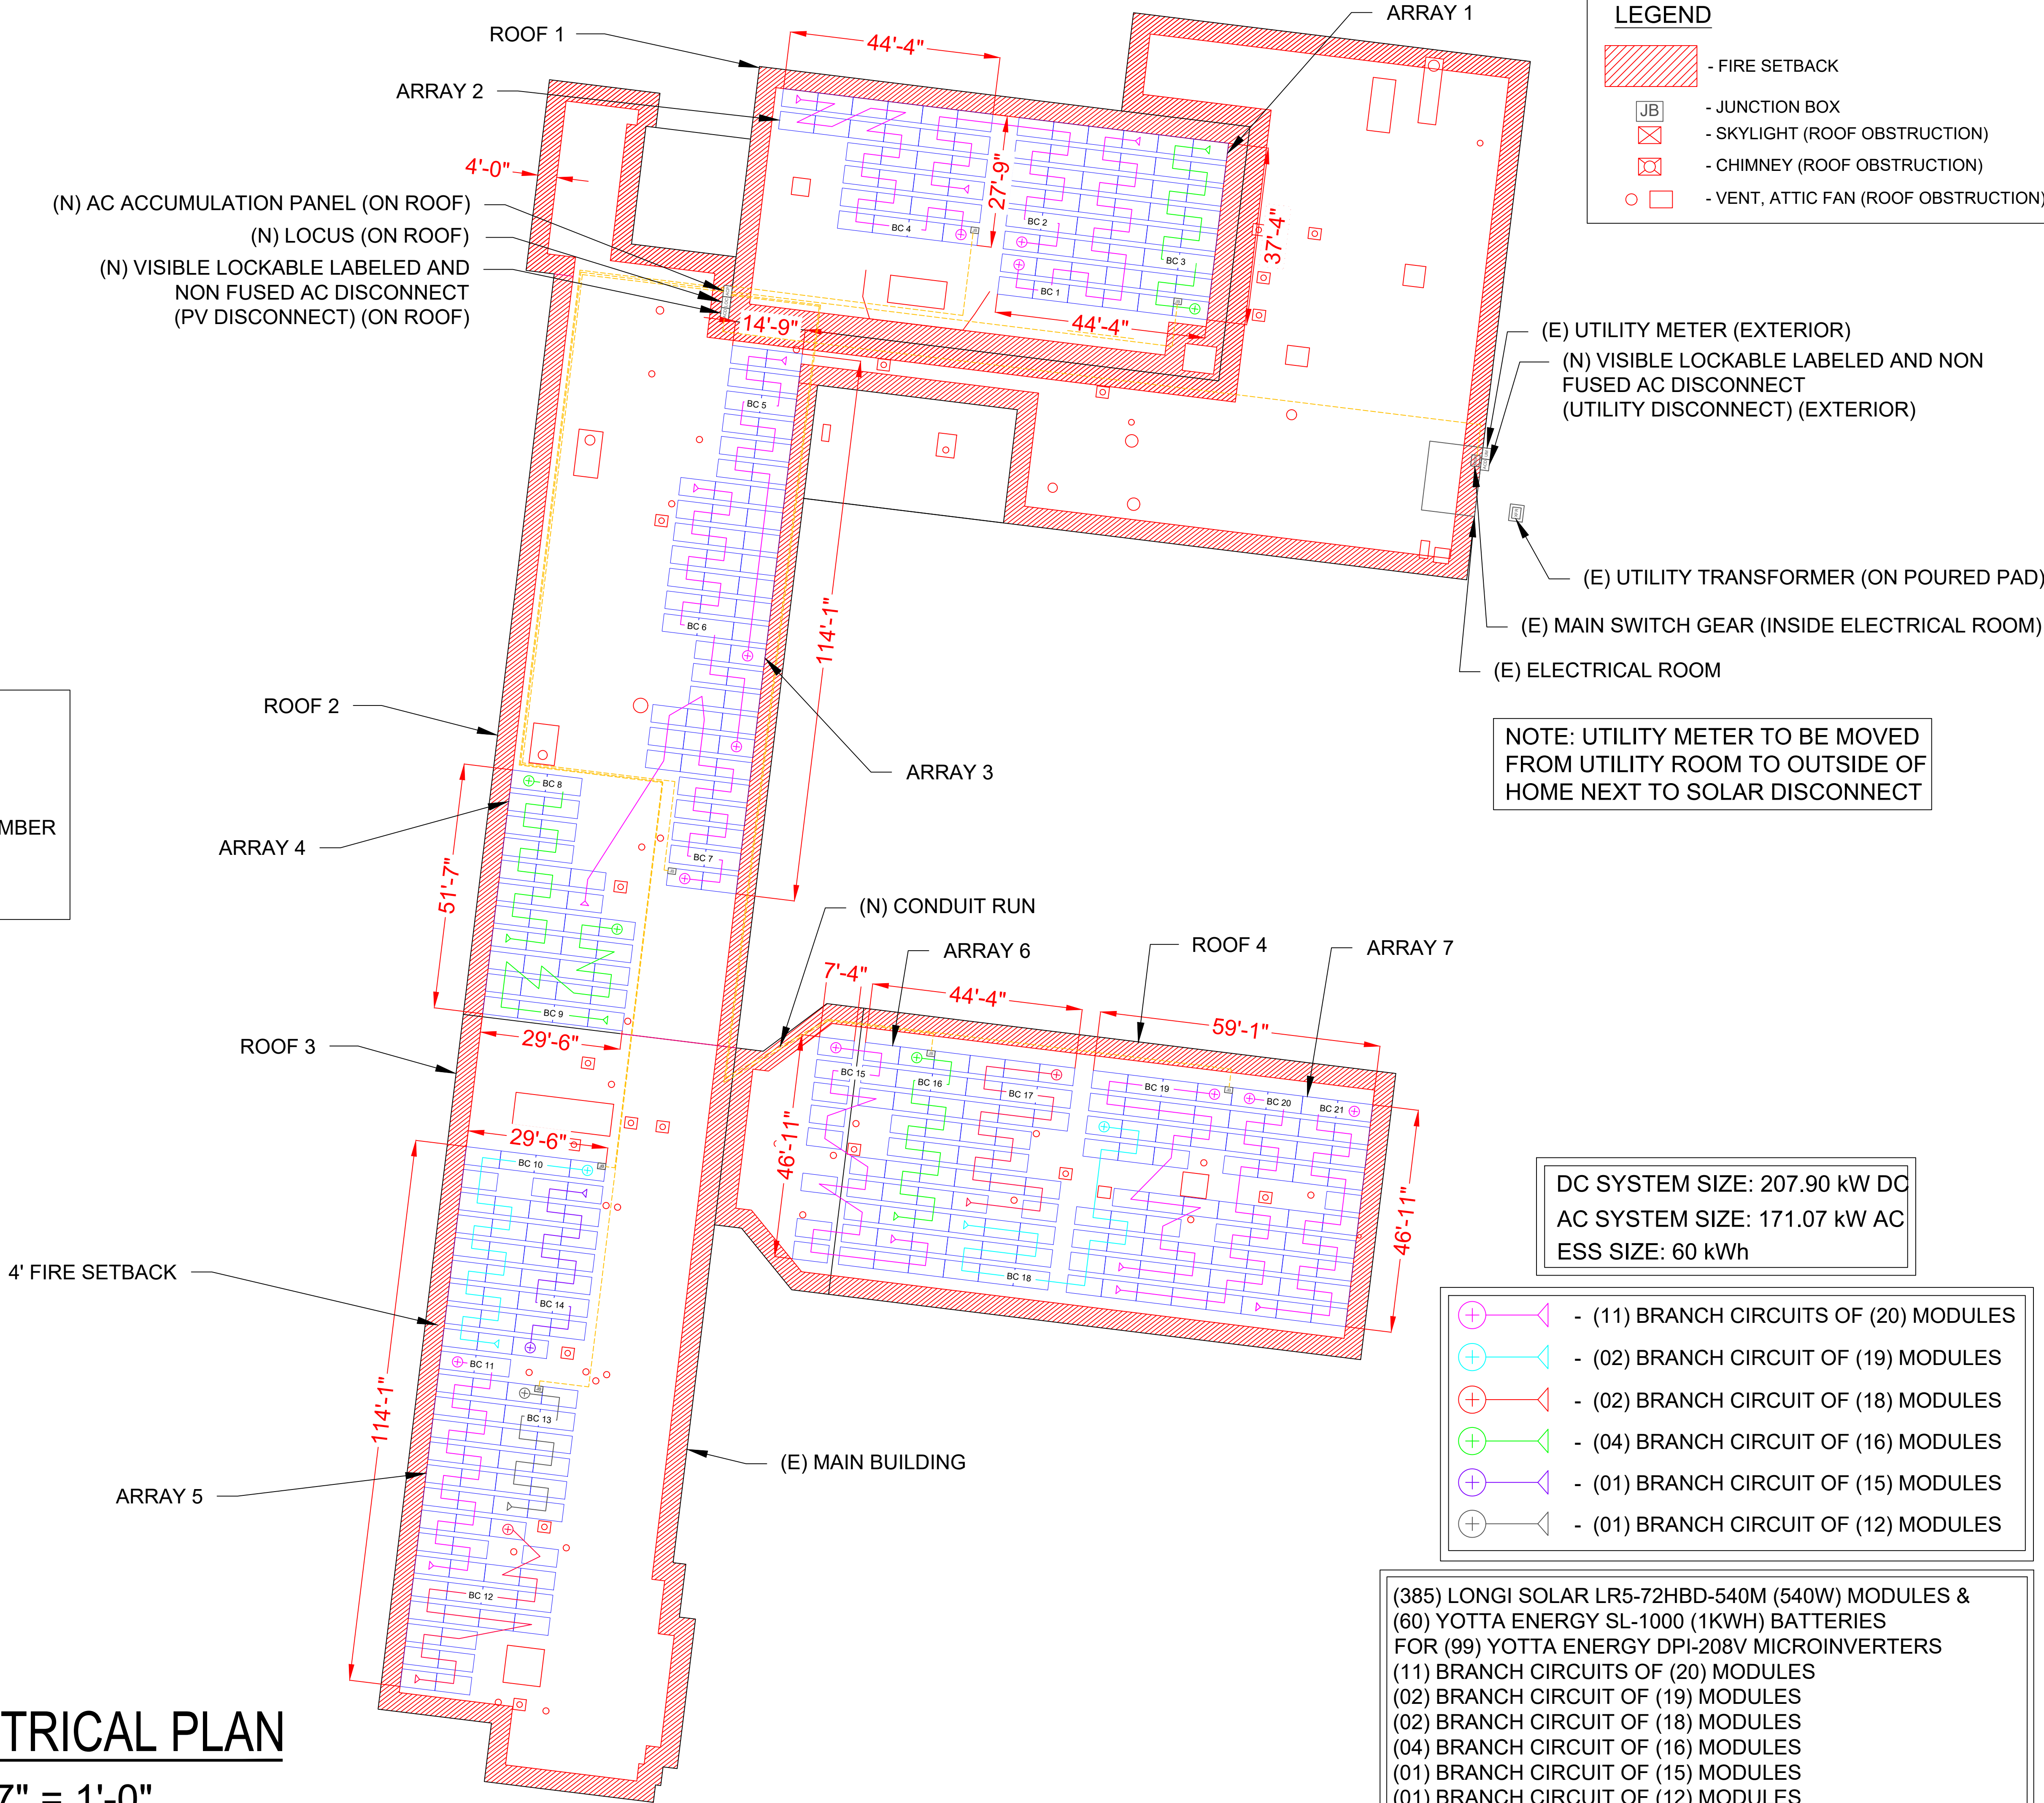 LEGEND
- FIRE SETBACK
JB
- JUNCTION BOX
- SKYLIGHT (ROOF OBSTRUCTION)
- CHIMNEY (ROOF OBSTRUCTION)
- VENT, ATTIC FAN (ROOF OBSTRUCTION)
ROOF 1
ARRAY 1
44'-4"
ARRAY 2
4'-0"
27'-9"
37'-4"
(N) AC ACCUMULATION PANEL (ON ROOF)
(N) LOCUS (ON ROOF)
(N) VISIBLE LOCKABLE LABELED AND
NON FUSED AC DISCONNECT
(PV DISCONNECT) (ON ROOF)
BC 4
BC 2
BC 3
BC 1
JB
JB
14'-9"
44'-4"
(E) UTILITY METER (EXTERIOR)
(N) VISIBLE LOCKABLE LABELED AND NON
FUSED AC DISCONNECT
(UTILITY DISCONNECT) (EXTERIOR)
BC 5
(E) UTILITY TRANSFORMER (ON POURED PAD)
(E) MAIN SWITCH GEAR (INSIDE ELECTRICAL ROOM)
(E) ELECTRICAL ROOM
BC 6
114'-1"
ROOF 2
ARRAY 3
NOTE: UTILITY METER TO BE MOVED
FROM UTILITY ROOM TO OUTSIDE OF
HOME NEXT TO SOLAR DISCONNECT
MBER
BC 8
ARRAY 4
BC 7
JB
51'-7"
(N) CONDUIT RUN
ARRAY 6
ROOF 4
ARRAY 7
BC 9
ROOF 3
29'-6"
7'-4"
44'-4"
59'-1"
BC 15
BC 16
BC 17
JB
BC 19
JB
BC 20
BC 21
46'-11"
46'-11"
BC 18
29'-6"
BC 10
JB
4' FIRE SETBACK
BC 14
BC 11
JB
BC 13
114'-1"
(E) MAIN BUILDING
ARRAY 5
BC 12
DC SYSTEM SIZE: 207.90 kW DC
AC SYSTEM SIZE: 171.07 kW AC
ESS SIZE: 60 kWh
- (11) BRANCH CIRCUITS OF (20) MODULES
- (02) BRANCH CIRCUIT OF (19) MODULES
- (02) BRANCH CIRCUIT OF (18) MODULES
- (04) BRANCH CIRCUIT OF (16) MODULES
- (01) BRANCH CIRCUIT OF (15) MODULES
- (01) BRANCH CIRCUIT OF (12) MODULES
(385) LONGI SOLAR LR5-72HBD-540M (540W) MODULES &
(60) YOTTA ENERGY SL-1000 (1KWH) BATTERIES
FOR (99) YOTTA ENERGY DPI-208V MICROINVERTERS
(11) BRANCH CIRCUITS OF (20) MODULES
(02) BRANCH CIRCUIT OF (19) MODULES
(02) BRANCH CIRCUIT OF (18) MODULES
(04) BRANCH CIRCUIT OF (16) MODULES
(01) BRANCH CIRCUIT OF (15) MODULES
(01) BRANCH CIRCUIT OF (12) MODULES
TRICAL PLAN
7" = 1'-0"